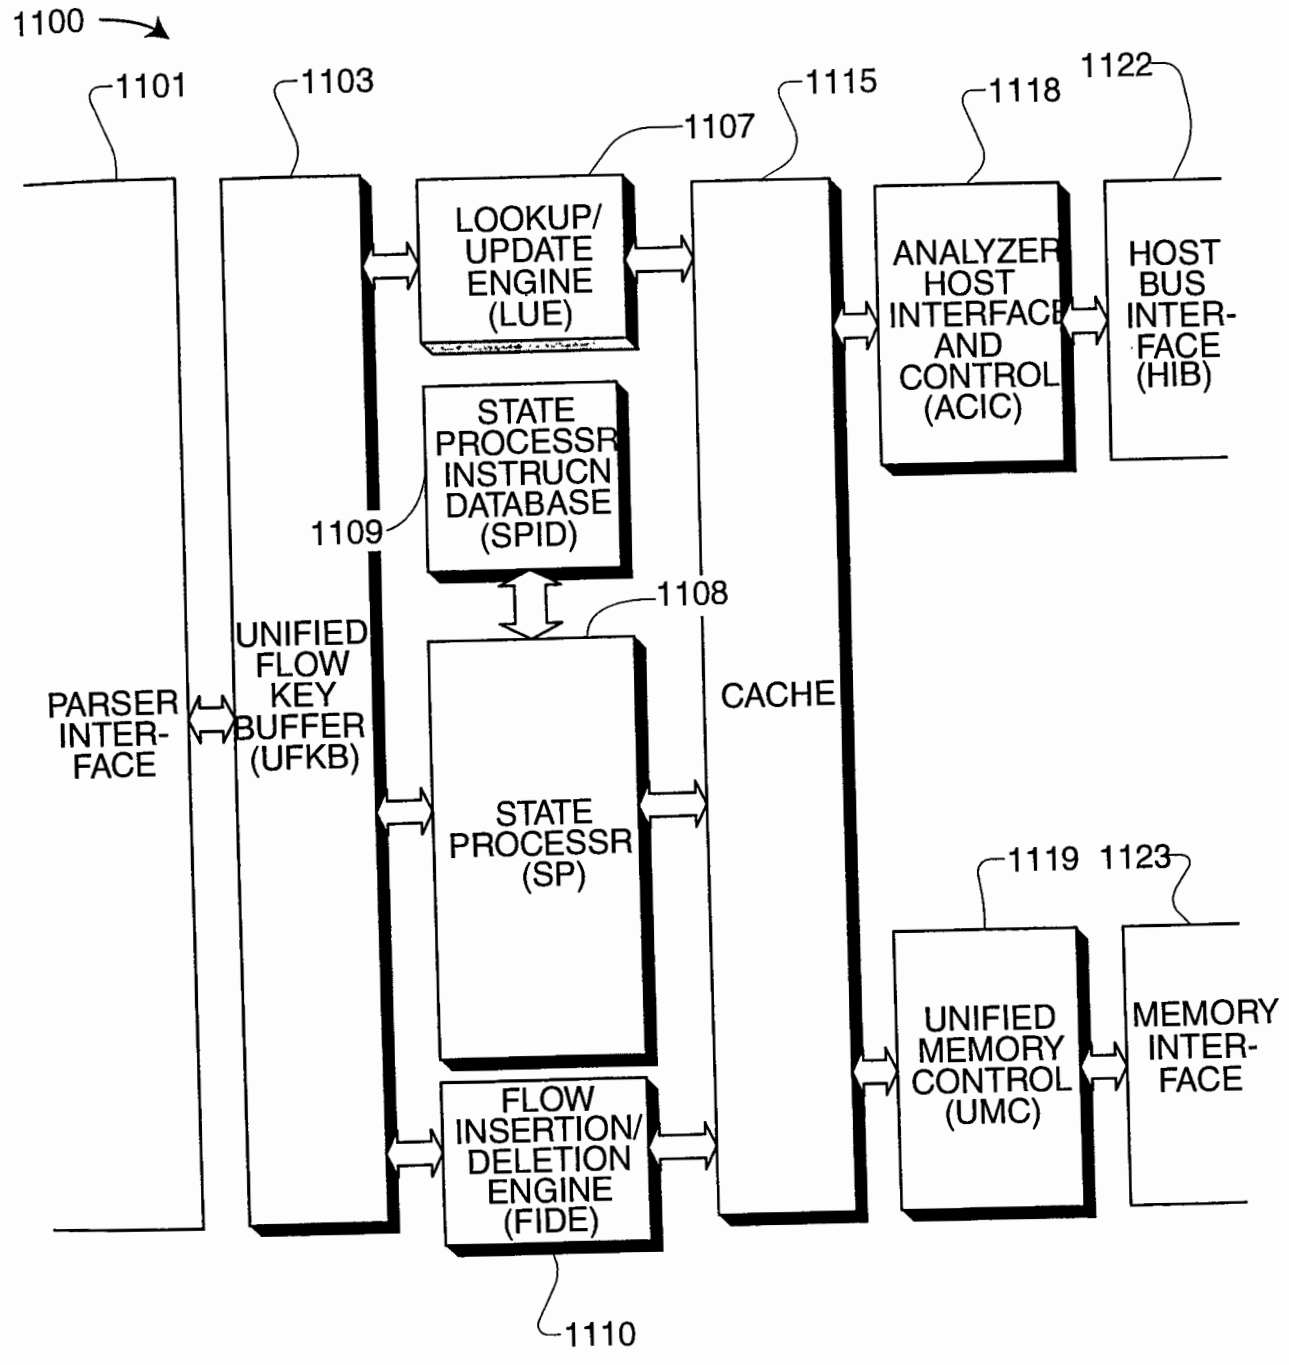 1100
1101
1103
1107
1115
1118
1122
LOOKUP/
UPDATE
ENGINE
(LUE)
ANALYZER
HOST
INTERFACE
AND
CONTROL
(ACIC)
HOST
BUS
INTER-
FACE
(HIB)
STATE
PROCESSR
INSTRUCN
DATABASE
(SPID)
1109
1108
UNIFIED
FLOW
KEY
BUFFER
(UFKB)
PARSER
INTER-
FACE
CACHE
STATE
PROCESSR
(SP)
1119
1123
UNIFIED
MEMORY
CONTROL
(UMC)
MEMORY
INTER-
FACE
FLOW
INSERTION/
DELETION
ENGINE
(FIDE)
1110